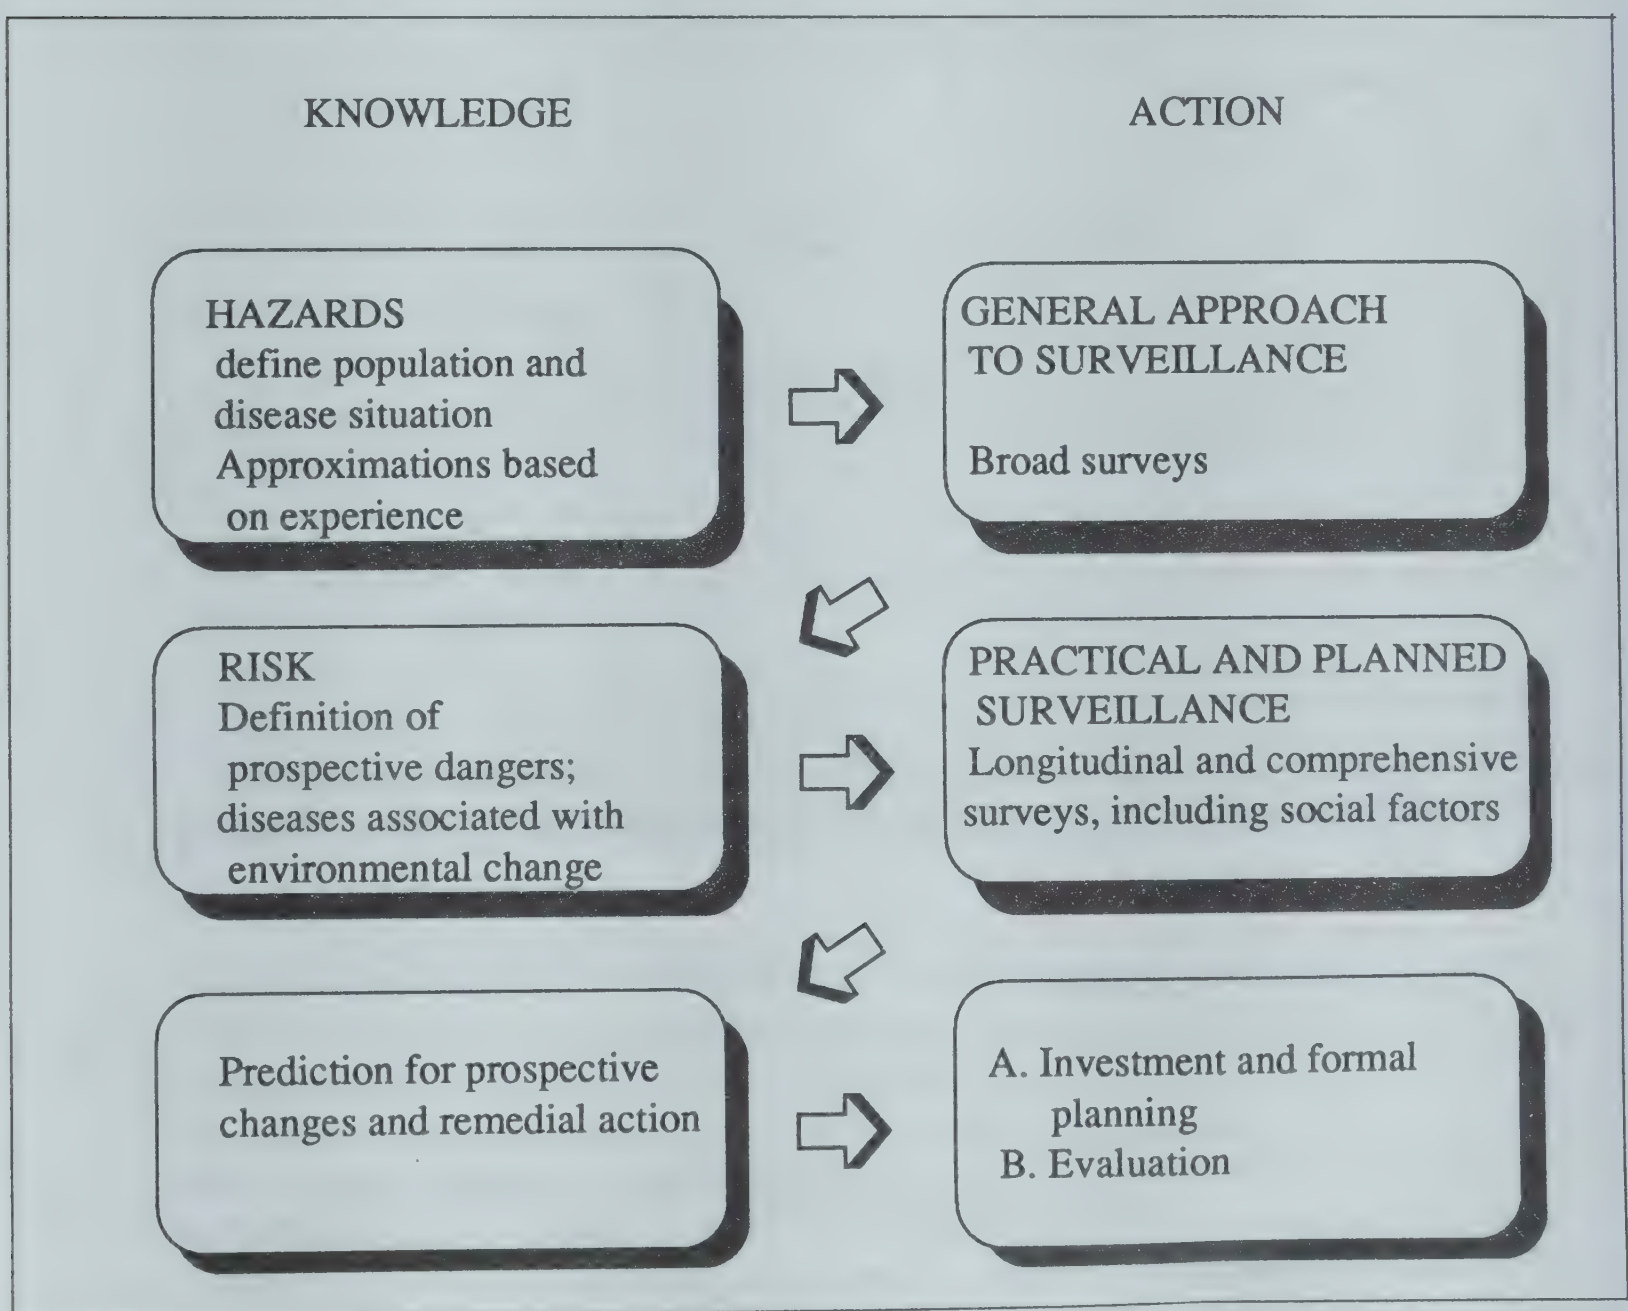 KNOWLEDGE
ACTION
HAZARDS
define population and
disease situation
Approximations based
on experience
GENERAL APPROACH
TO SURVEILLANCE
Broad surveys
RISK
Definition of
prospective dangers;
diseases associated with
environmental change
PRACTICAL AND PLANNED
SURVEILLANCE
Longitudinal and comprehensive
surveys, including social factors
Prediction for prospective
changes and remedial action
A. Investment and formal
planning
B. Evaluation